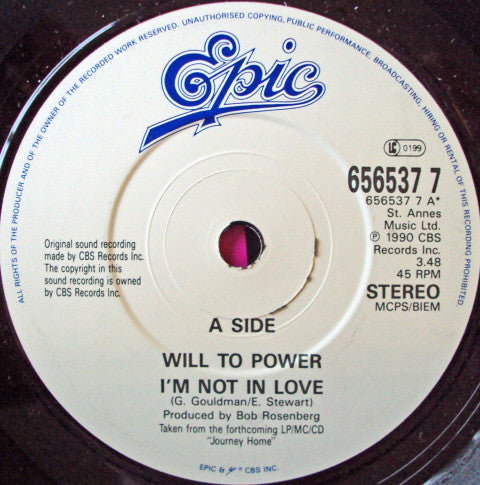 ALL RIGHTS OF THE PRODUCER AND OF THE OWNER OF THE RECORDED WORK RESERVED. UNAUTHORISED COPYING, PUBLIC PERFORMANCE, BROADCASTING, HIRING OR RENTAL OF THIS RECORDING PROHIBITED.
Epic
LC 0199
656537 7
656537 7 A*
St. Annes
Music Ltd.
℗ 1990 CBS
Records Inc.
3.48
45 RPM
STEREO
MCPS/BIEM
Original sound recording
made by CBS Records Inc.
The copyright in this
sound recording is owned
by CBS Records Inc.
A SIDE
WILL TO POWER
I'M NOT IN LOVE
(G. Gouldman/E. Stewart)
Produced by Bob Rosenberg
Taken from the forthcoming LP/MC/CD
"Journey Home"
EPIC & CBS INC.